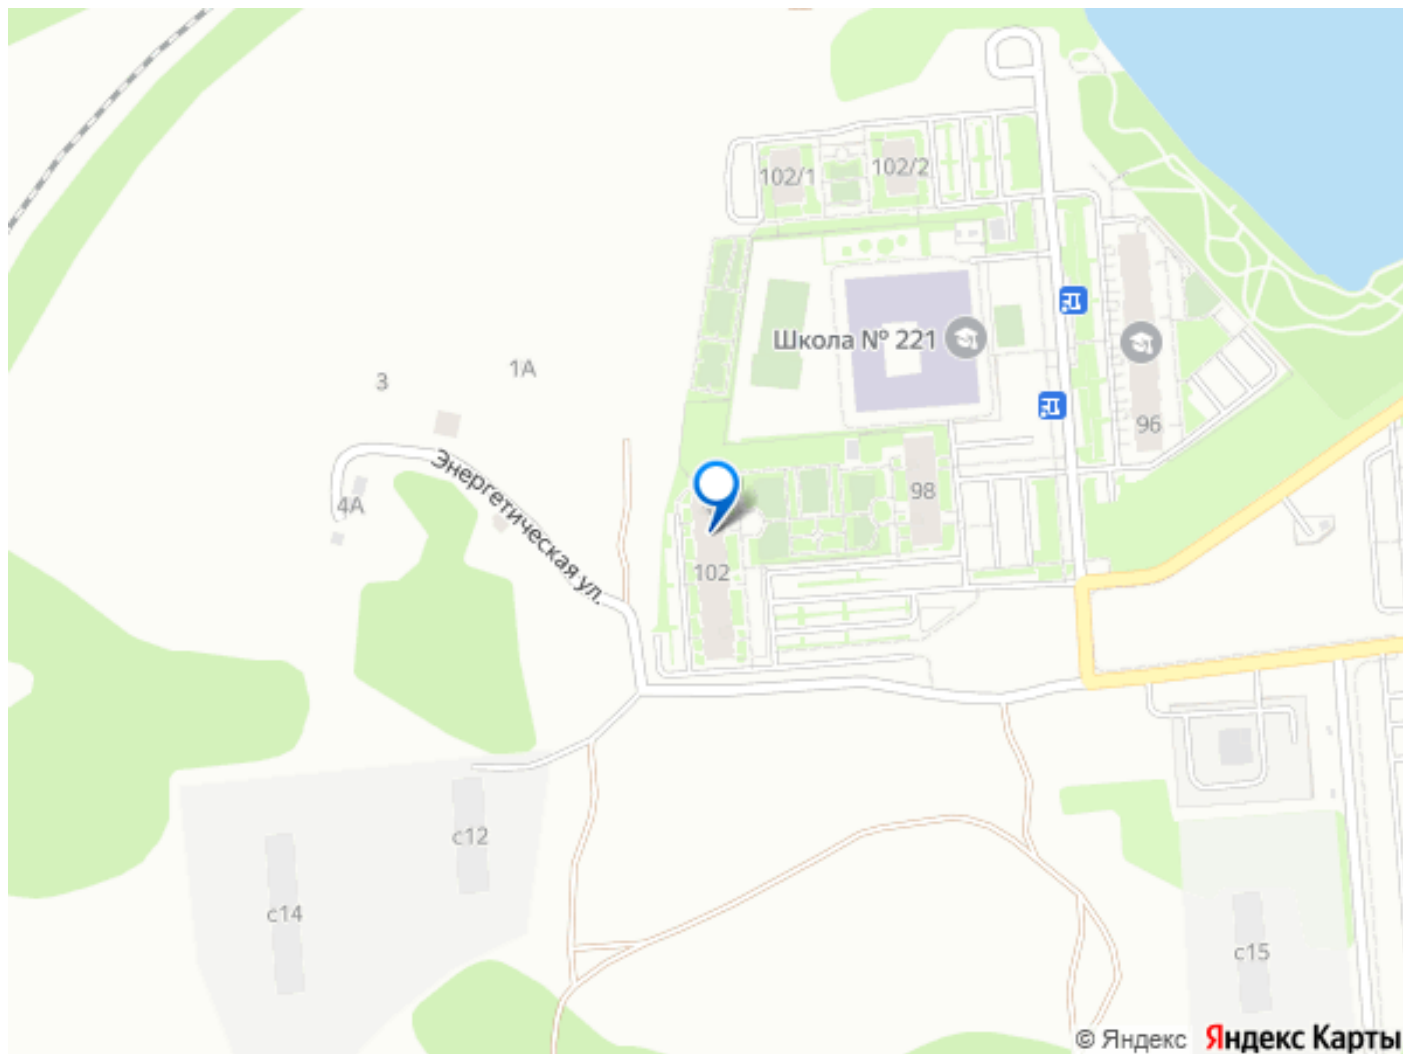 102/1
102/2
Школа № 221
3
1А
96
4А
Энергетическая ул.
98
102
с12
с14
с15
© Яндекс
Яндекс Карты